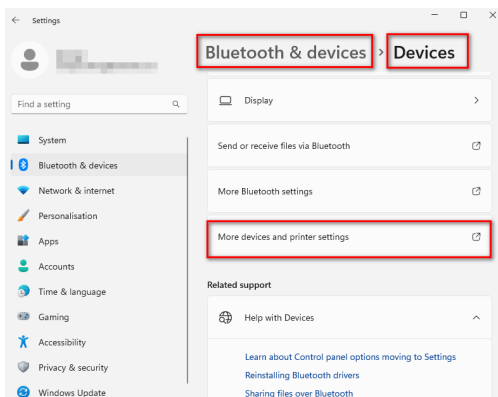 Settings
Bluetooth & devices > Devices
Find a setting
System
Bluetooth & devices
Network & internet
Personalisation
Apps
Accounts
Time & language
Gaming
Accessibility
Privacy & security
Windows Update
Display
Send or receive files via Bluetooth
More Bluetooth settings
More devices and printer settings
Related support
Help with Devices
Learn about Control panel options moving to Settings
Reinstalling Bluetooth drivers
Sharing files over Bluetooth